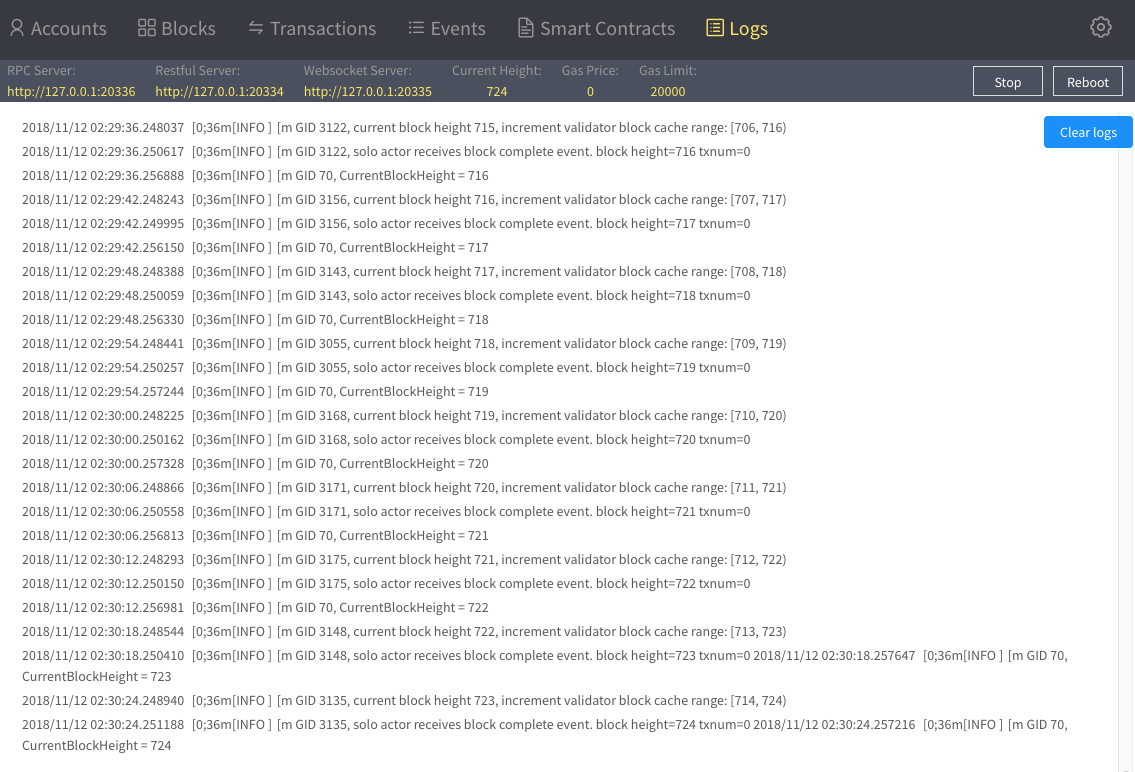 Accounts Blocks Transactions Events Smart Contracts Logs
RPC Server: Restful Server: Websocket Server: Current Height: Gas Price: Gas Limit:
http://127.0.0.1:20336 http://127.0.0.1:20334 http://127.0.0.1:20335 724 0 20000
Stop Reboot
Clear logs
2018/11/12 02:29:36.248037 [0;36m[INFO ] [m GID 3122, current block height 715, increment validator block cache range: [706, 716)
2018/11/12 02:29:36.250617 [0;36m[INFO ] [m GID 3122, solo actor receives block complete event. block height=716 txnum=0
2018/11/12 02:29:36.256888 [0;36m[INFO ] [m GID 70, CurrentBlockHeight = 716
2018/11/12 02:29:42.248243 [0;36m[INFO ] [m GID 3156, current block height 716, increment validator block cache range: [707, 717)
2018/11/12 02:29:42.249995 [0;36m[INFO ] [m GID 3156, solo actor receives block complete event. block height=717 txnum=0
2018/11/12 02:29:42.256150 [0;36m[INFO ] [m GID 70, CurrentBlockHeight = 717
2018/11/12 02:29:48.248388 [0;36m[INFO ] [m GID 3143, current block height 717, increment validator block cache range: [708, 718)
2018/11/12 02:29:48.250059 [0;36m[INFO ] [m GID 3143, solo actor receives block complete event. block height=718 txnum=0
2018/11/12 02:29:48.256330 [0;36m[INFO ] [m GID 70, CurrentBlockHeight = 718
2018/11/12 02:29:54.248441 [0;36m[INFO ] [m GID 3055, current block height 718, increment validator block cache range: [709, 719)
2018/11/12 02:29:54.250257 [0;36m[INFO ] [m GID 3055, solo actor receives block complete event. block height=719 txnum=0
2018/11/12 02:29:54.257244 [0;36m[INFO ] [m GID 70, CurrentBlockHeight = 719
2018/11/12 02:30:00.248225 [0;36m[INFO ] [m GID 3168, current block height 719, increment validator block cache range: [710, 720)
2018/11/12 02:30:00.250162 [0;36m[INFO ] [m GID 3168, solo actor receives block complete event. block height=720 txnum=0
2018/11/12 02:30:00.257328 [0;36m[INFO ] [m GID 70, CurrentBlockHeight = 720
2018/11/12 02:30:06.248866 [0;36m[INFO ] [m GID 3171, current block height 720, increment validator block cache range: [711, 721)
2018/11/12 02:30:06.250558 [0;36m[INFO ] [m GID 3171, solo actor receives block complete event. block height=721 txnum=0
2018/11/12 02:30:06.256813 [0;36m[INFO ] [m GID 70, CurrentBlockHeight = 721
2018/11/12 02:30:12.248293 [0;36m[INFO ] [m GID 3175, current block height 721, increment validator block cache range: [712, 722)
2018/11/12 02:30:12.250150 [0;36m[INFO ] [m GID 3175, solo actor receives block complete event. block height=722 txnum=0
2018/11/12 02:30:12.256981 [0;36m[INFO ] [m GID 70, CurrentBlockHeight = 722
2018/11/12 02:30:18.248544 [0;36m[INFO ] [m GID 3148, current block height 722, increment validator block cache range: [713, 723)
2018/11/12 02:30:18.250410 [0;36m[INFO ] [m GID 3148, solo actor receives block complete event. block height=723 txnum=0 2018/11/12 02:30:18.257647 [0;36m[INFO ] [m GID 70,
CurrentBlockHeight = 723
2018/11/12 02:30:24.248940 [0;36m[INFO ] [m GID 3135, current block height 723, increment validator block cache range: [714, 724)
2018/11/12 02:30:24.251188 [0;36m[INFO ] [m GID 3135, solo actor receives block complete event. block height=724 txnum=0 2018/11/12 02:30:24.257216 [0;36m[INFO ] [m GID 70,
CurrentBlockHeight = 724